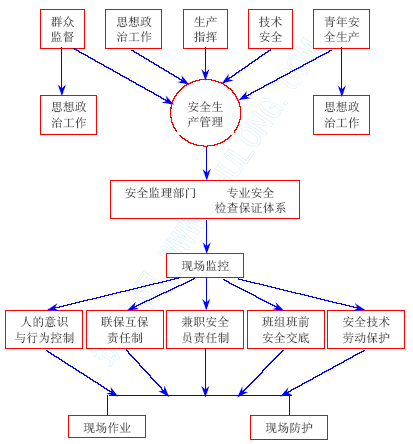 群众
监督
思想政
治工作
生产
指挥
技术
安全
青年安
全生产
思想政
治工作
安全生
产管理
思想政
治工作
安全监理部门 专业安全
检查保证体系
现场监控
人的意识
与行为控制
联保互保
责任制
兼职安全
员责任制
班组班前
安全交底
安全技术
劳动保护
现场作业
现场防护